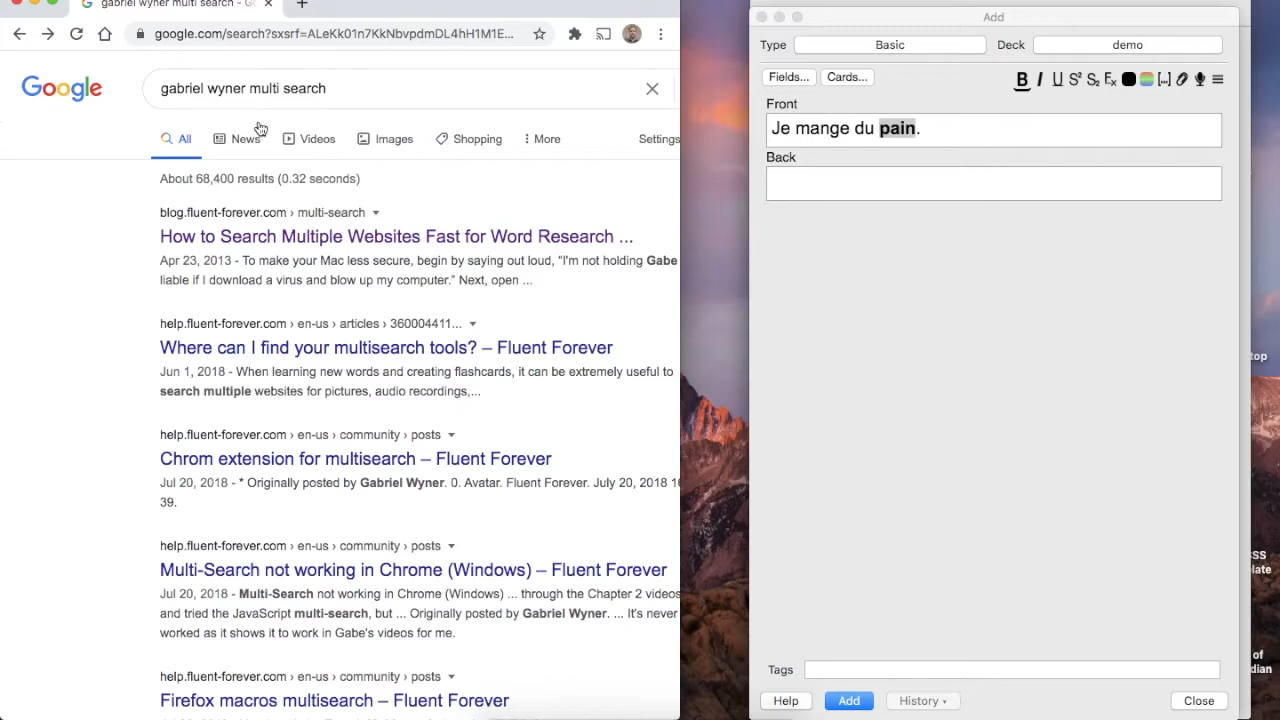 gabriel wyner multi search - G
google.com/search?sxsrf=ALeKk01n7KkNbvpdmDL4hH1M1E...
Google
gabriel wyner multi search
All News Videos Images Shopping More Settings
About 68,400 results (0.32 seconds)
blog.fluent-forever.com › multi-search
How to Search Multiple Websites Fast for Word Research ...
Apr 23, 2013 - To make your Mac less secure, begin by saying out loud, "I'm not holding Gabe
liable if I download a virus and blow up my computer." Next, open ...
help.fluent-forever.com › en-us › articles › 360004411...
Where can I find your multisearch tools? – Fluent Forever
Jun 1, 2018 - When learning new words and creating flashcards, it can be extremely useful to
search multiple websites for pictures, audio recordings,...
help.fluent-forever.com › en-us › community › posts
Chrom extension for multisearch – Fluent Forever
Jul 20, 2018 - * Originally posted by Gabriel Wyner. 0. Avatar. Fluent Forever. July 20, 2018 16
39.
help.fluent-forever.com › en-us › community › posts
Multi-Search not working in Chrome (Windows) – Fluent Forever
Jul 20, 2018 - Multi-Search not working in Chrome (Windows) ... through the Chapter 2 videos
and tried the JavaScript multi-search, but ... Originally posted by Gabriel Wyner. ... It's never
worked as it shows it to work in Gabe's videos for me.
help.fluent-forever.com › en-us › community › posts
Firefox macros multisearch – Fluent Forever
Add
Type Basic Deck demo
Fields... Cards...
Front
Je mange du pain.
Back
Tags
Help Add History Close
top
ss
late
of
dian